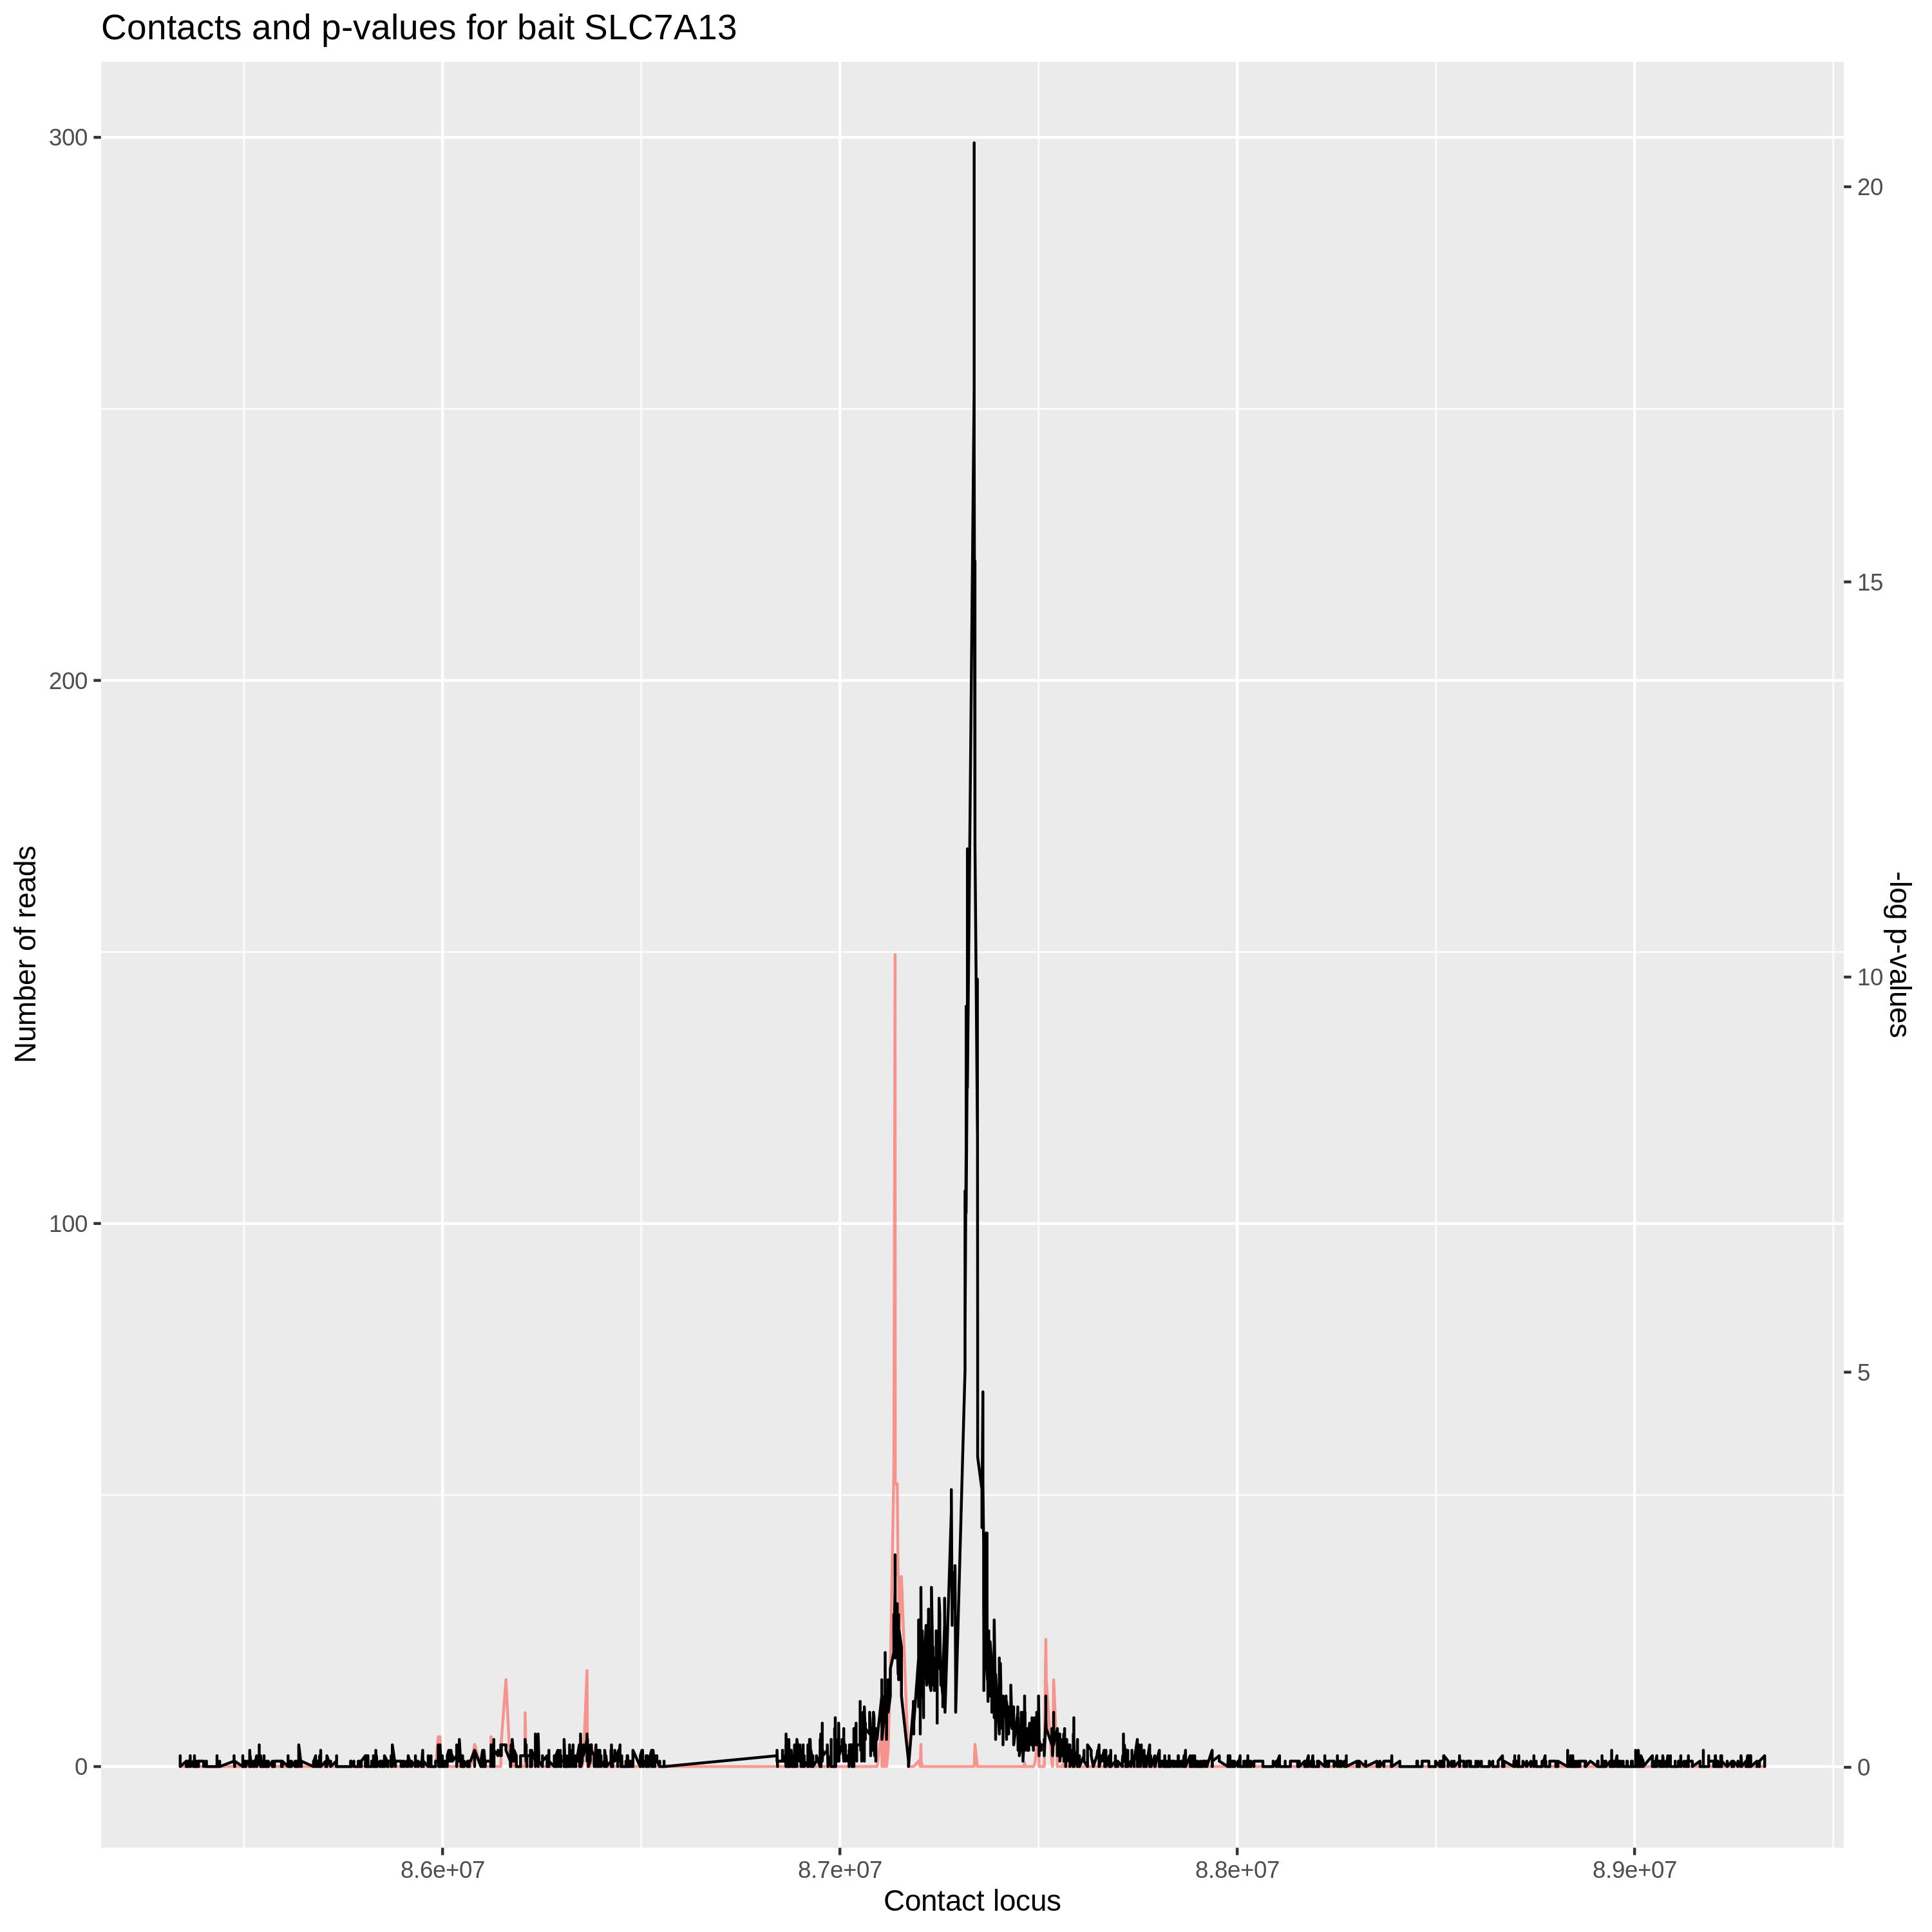 Contacts and p-values for bait SLC7A13
300
200
100
0
Number of reads
20
15
10
5
0
-log p-values
8.6e+07 8.7e+07 8.8e+07 8.9e+07
Contact locus